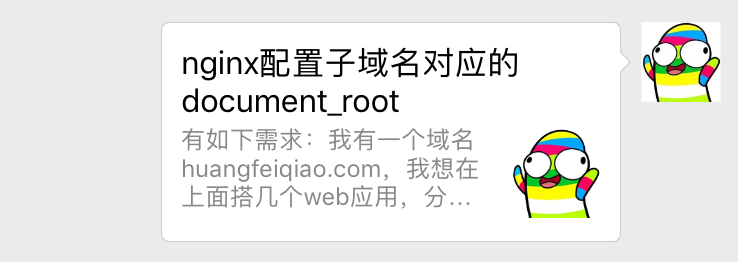 nginx配置子域名对应的
document_root
有如下需求：我有一个域名
huangfeiqiao.com，我想在
上面搭几个web应用，分...